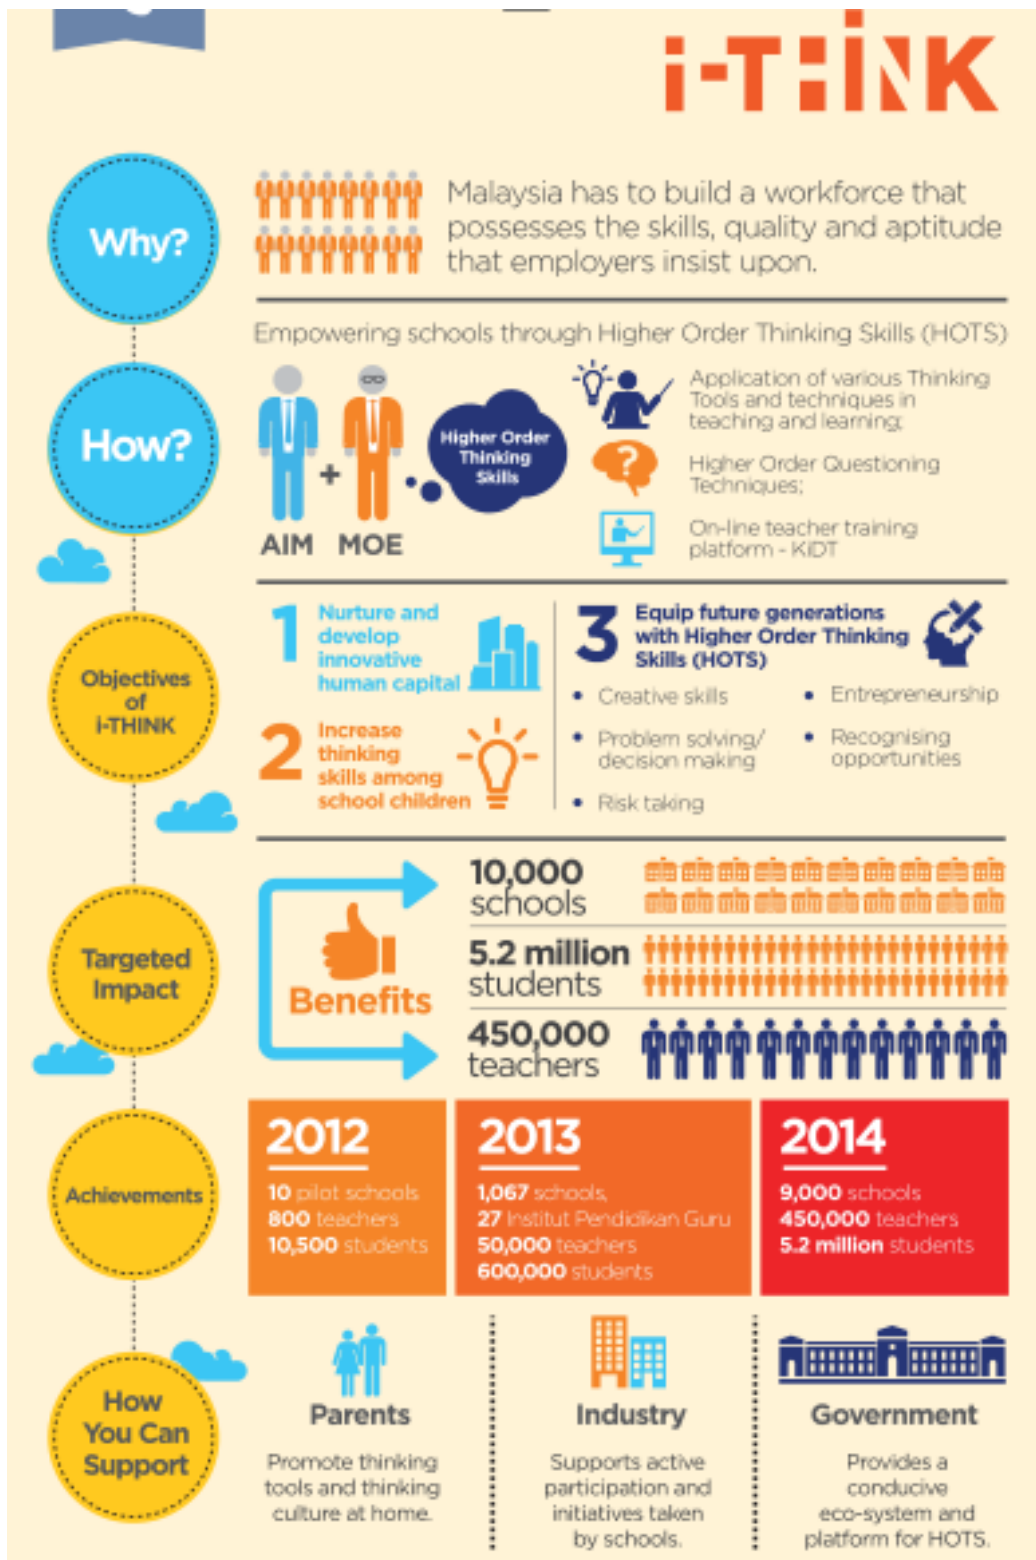 i-THiNK
Why?
Malaysia has to build a workforce that
possesses the skills, quality and aptitude
that employers insist upon.
How?
Empowering schools through Higher Order Thinking Skills (HOTS)
AIM + MOE
Higher Order
Thinking
Skills
Application of various Thinking
Tools and techniques in
teaching and learning;
?
Higher Order Questioning
Techniques;
On-line teacher training
platform - KiDT
Objectives
of
i-THINK
1
Nurture and
develop
innovative
human capital
2
Increase
thinking
skills among
school children
3
Equip future generations
with Higher Order Thinking
Skills (HOTS)
• Creative skills
• Problem solving/
decision making
• Risk taking
• Entrepreneurship
• Recognising
opportunities
Targeted
Impact
Benefits
10,000
schools
5.2 million
students
450,000
teachers
Achievements
2012
10 pilot schools
800 teachers
10,500 students
2013
1,067 schools,
27 Institut Pendidikan Guru
50,000 teachers
600,000 students
2014
9,000 schools
450,000 teachers
5.2 million students
How
You Can
Support
Parents
Promote thinking
tools and thinking
culture at home.
Industry
Supports active
participation and
initiatives taken
by schools.
Government
Provides a
conducive
eco-system and
platform for HOTS.